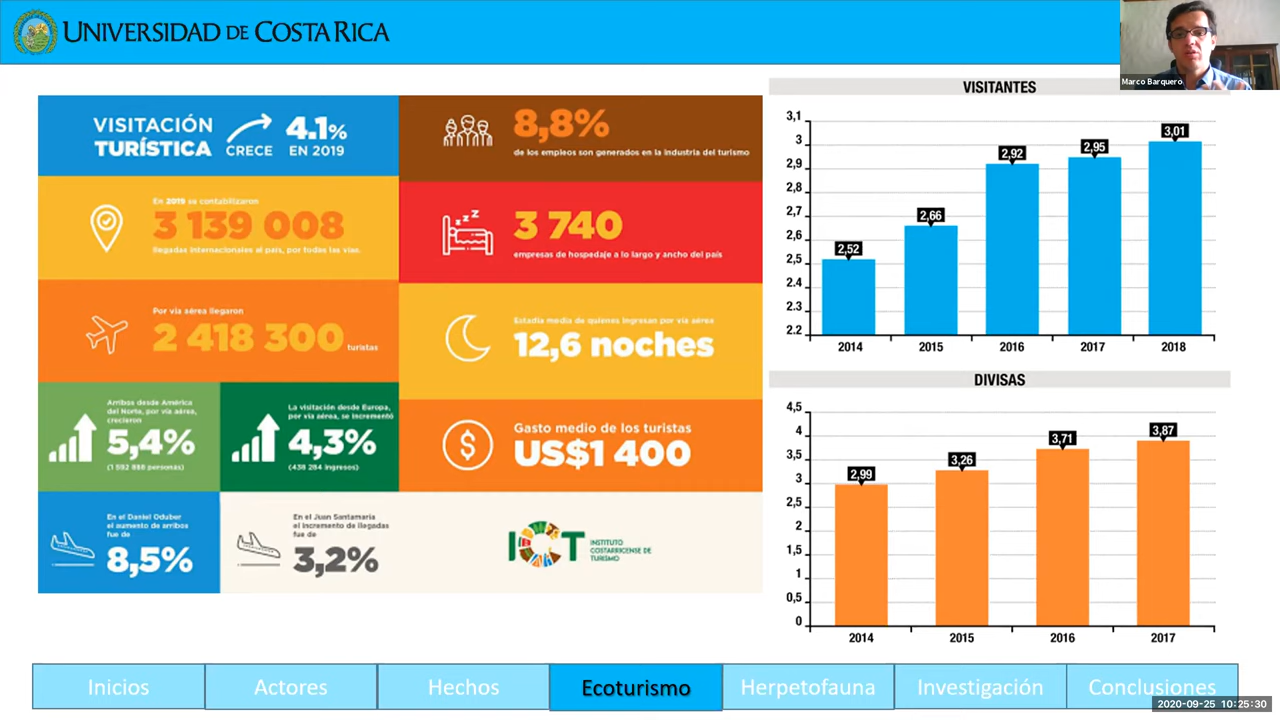 UNIVERSIDAD DE COSTA RICA
Marco Barquero
VISITACIÓN
TURÍSTICA
CRECE
4.1%
EN 2019
8,8%
de los empleos son generados en la industria del turismo
En 2019 se contabilizaron
3 139 008
llegadas internacionales al país, por todas las vías.
3 740
empresas de hospedaje a lo largo y ancho del país
Por vía aérea llegaron
2 418 300
turistas
Estadía media de quienes ingresan por vía aérea
12,6 noches
Arribos desde América
del Norte, por vía aérea,
crecieron
5,4%
(1 592 888 personas)
La visitación desde Europa,
por vía aérea, se incrementó
4,3%
(438 284 ingresos)
Gasto medio de los turistas
US$1 400
En el Daniel Oduber
el aumento de arribos
fue de
8,5%
En el Juan Santamaría
el incremento de llegadas
fue de
3,2%
ICT
INSTITUTO
COSTARRICENSE DE
TURISMO
VISITANTES
3,1
3
2,9
2,8
2,7
2,6
2,5
2.4
2.3
2.2
2,52
2,66
2,92
2,95
3,01
2014
2015
2016
2017
2018
DIVISAS
4,5
4
3,5
3
2,5
2
1,5
1
0,5
0
2,99
3,26
3,71
3,87
2014
2015
2016
2017
Inicios
Actores
Hechos
Ecoturismo
Herpetofauna
Investigación
Conclusiones
2020-09-25 10:25:30